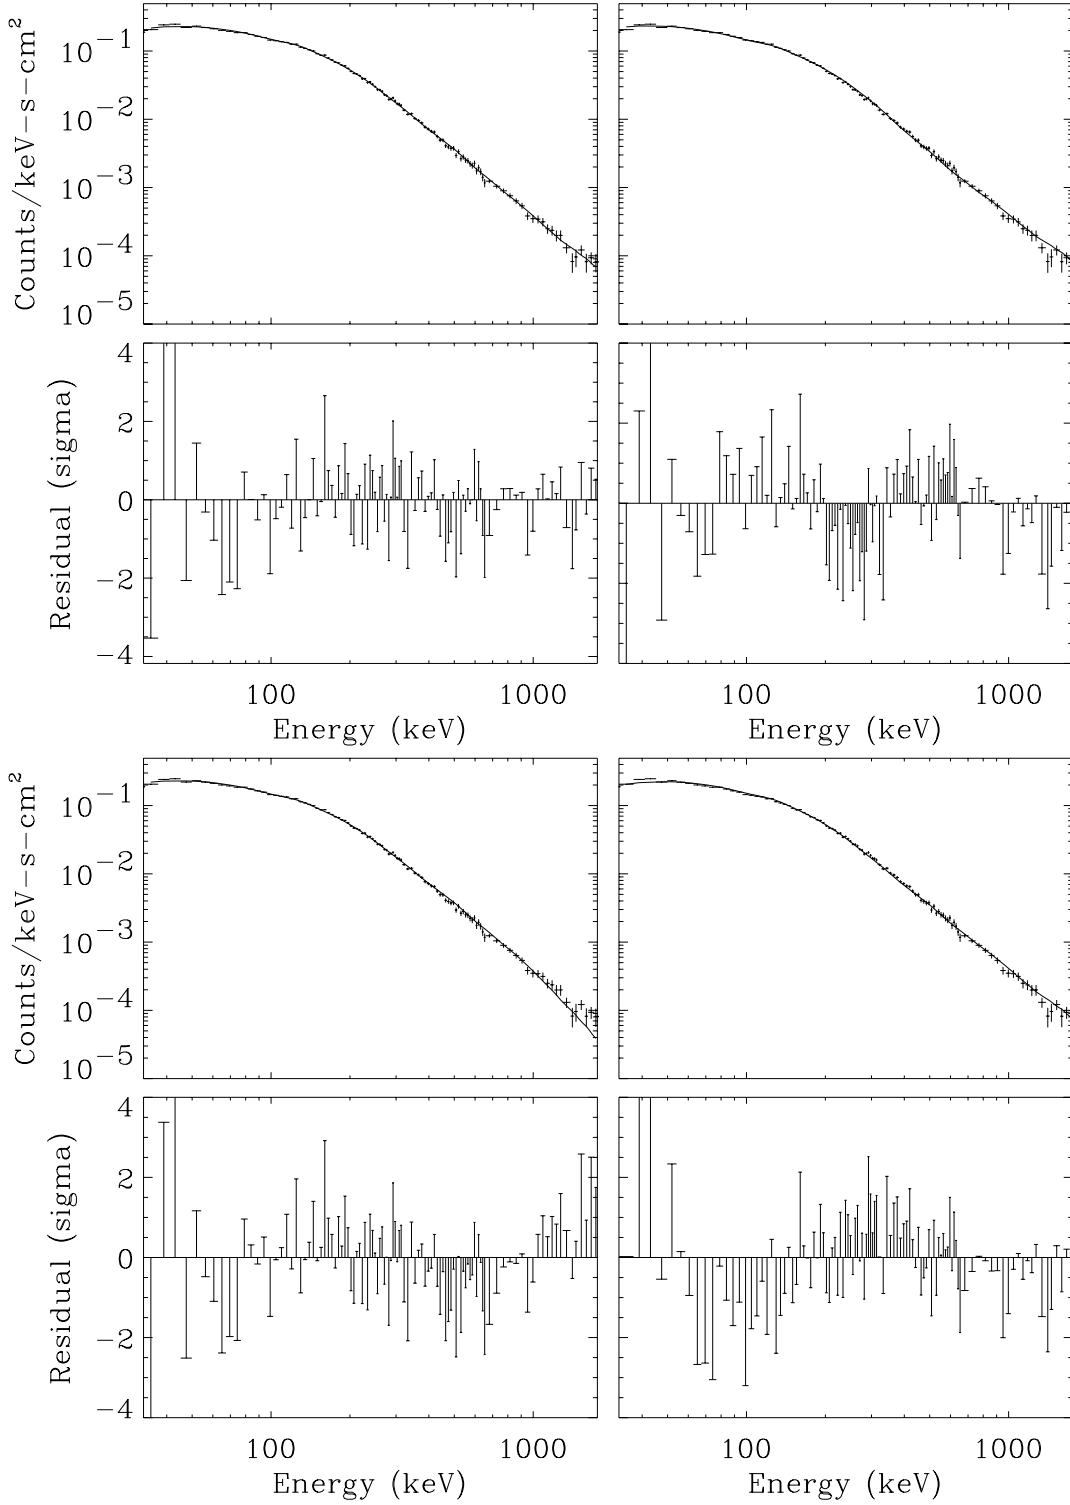 Counts/keV−s−cm²
10⁻¹
10⁻²
10⁻³
10⁻⁴
10⁻⁵
Residual (sigma)
4
2
0
−2
−4
100 1000 100 1000
Energy (keV) Energy (keV)
Counts/keV−s−cm²
10⁻¹
10⁻²
10⁻³
10⁻⁴
10⁻⁵
Residual (sigma)
4
2
0
−2
−4
100 1000 100 1000
Energy (keV) Energy (keV)